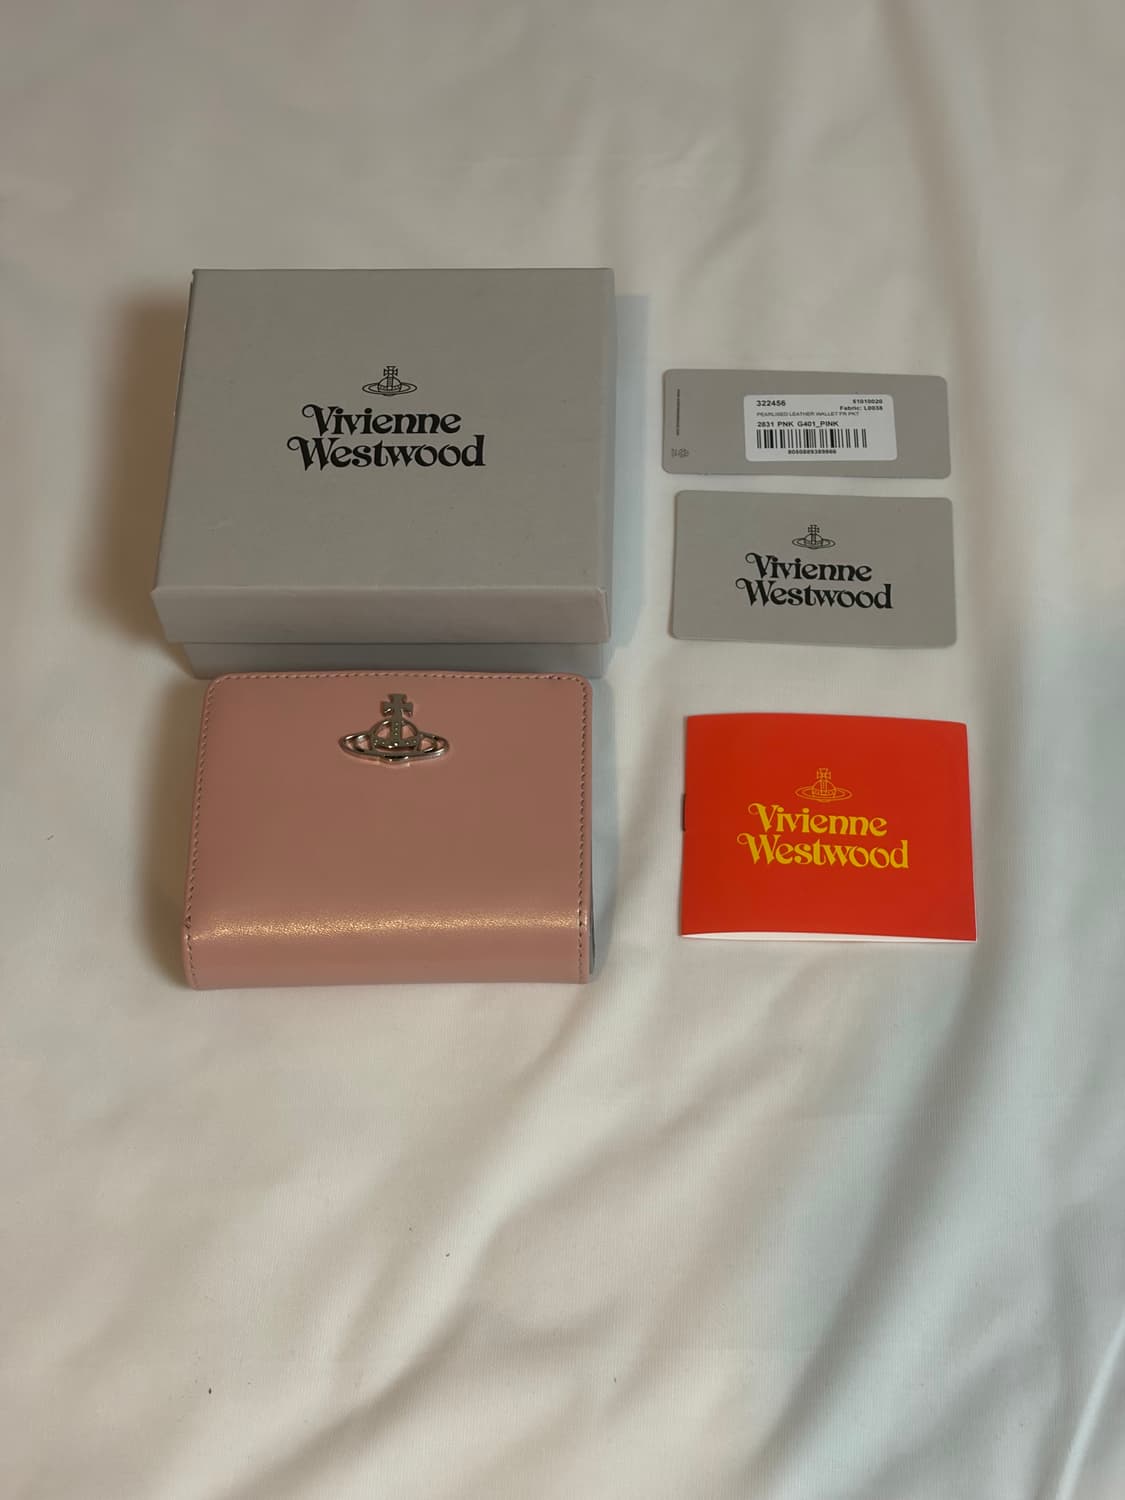 Vivienne
Westwood
322456
51010020
Fabric: L0038
PEARLISED LEATHER WALLET FR PKT
2831 PNK G401_PINK
Vivienne
Westwood
Vivienne
Westwood